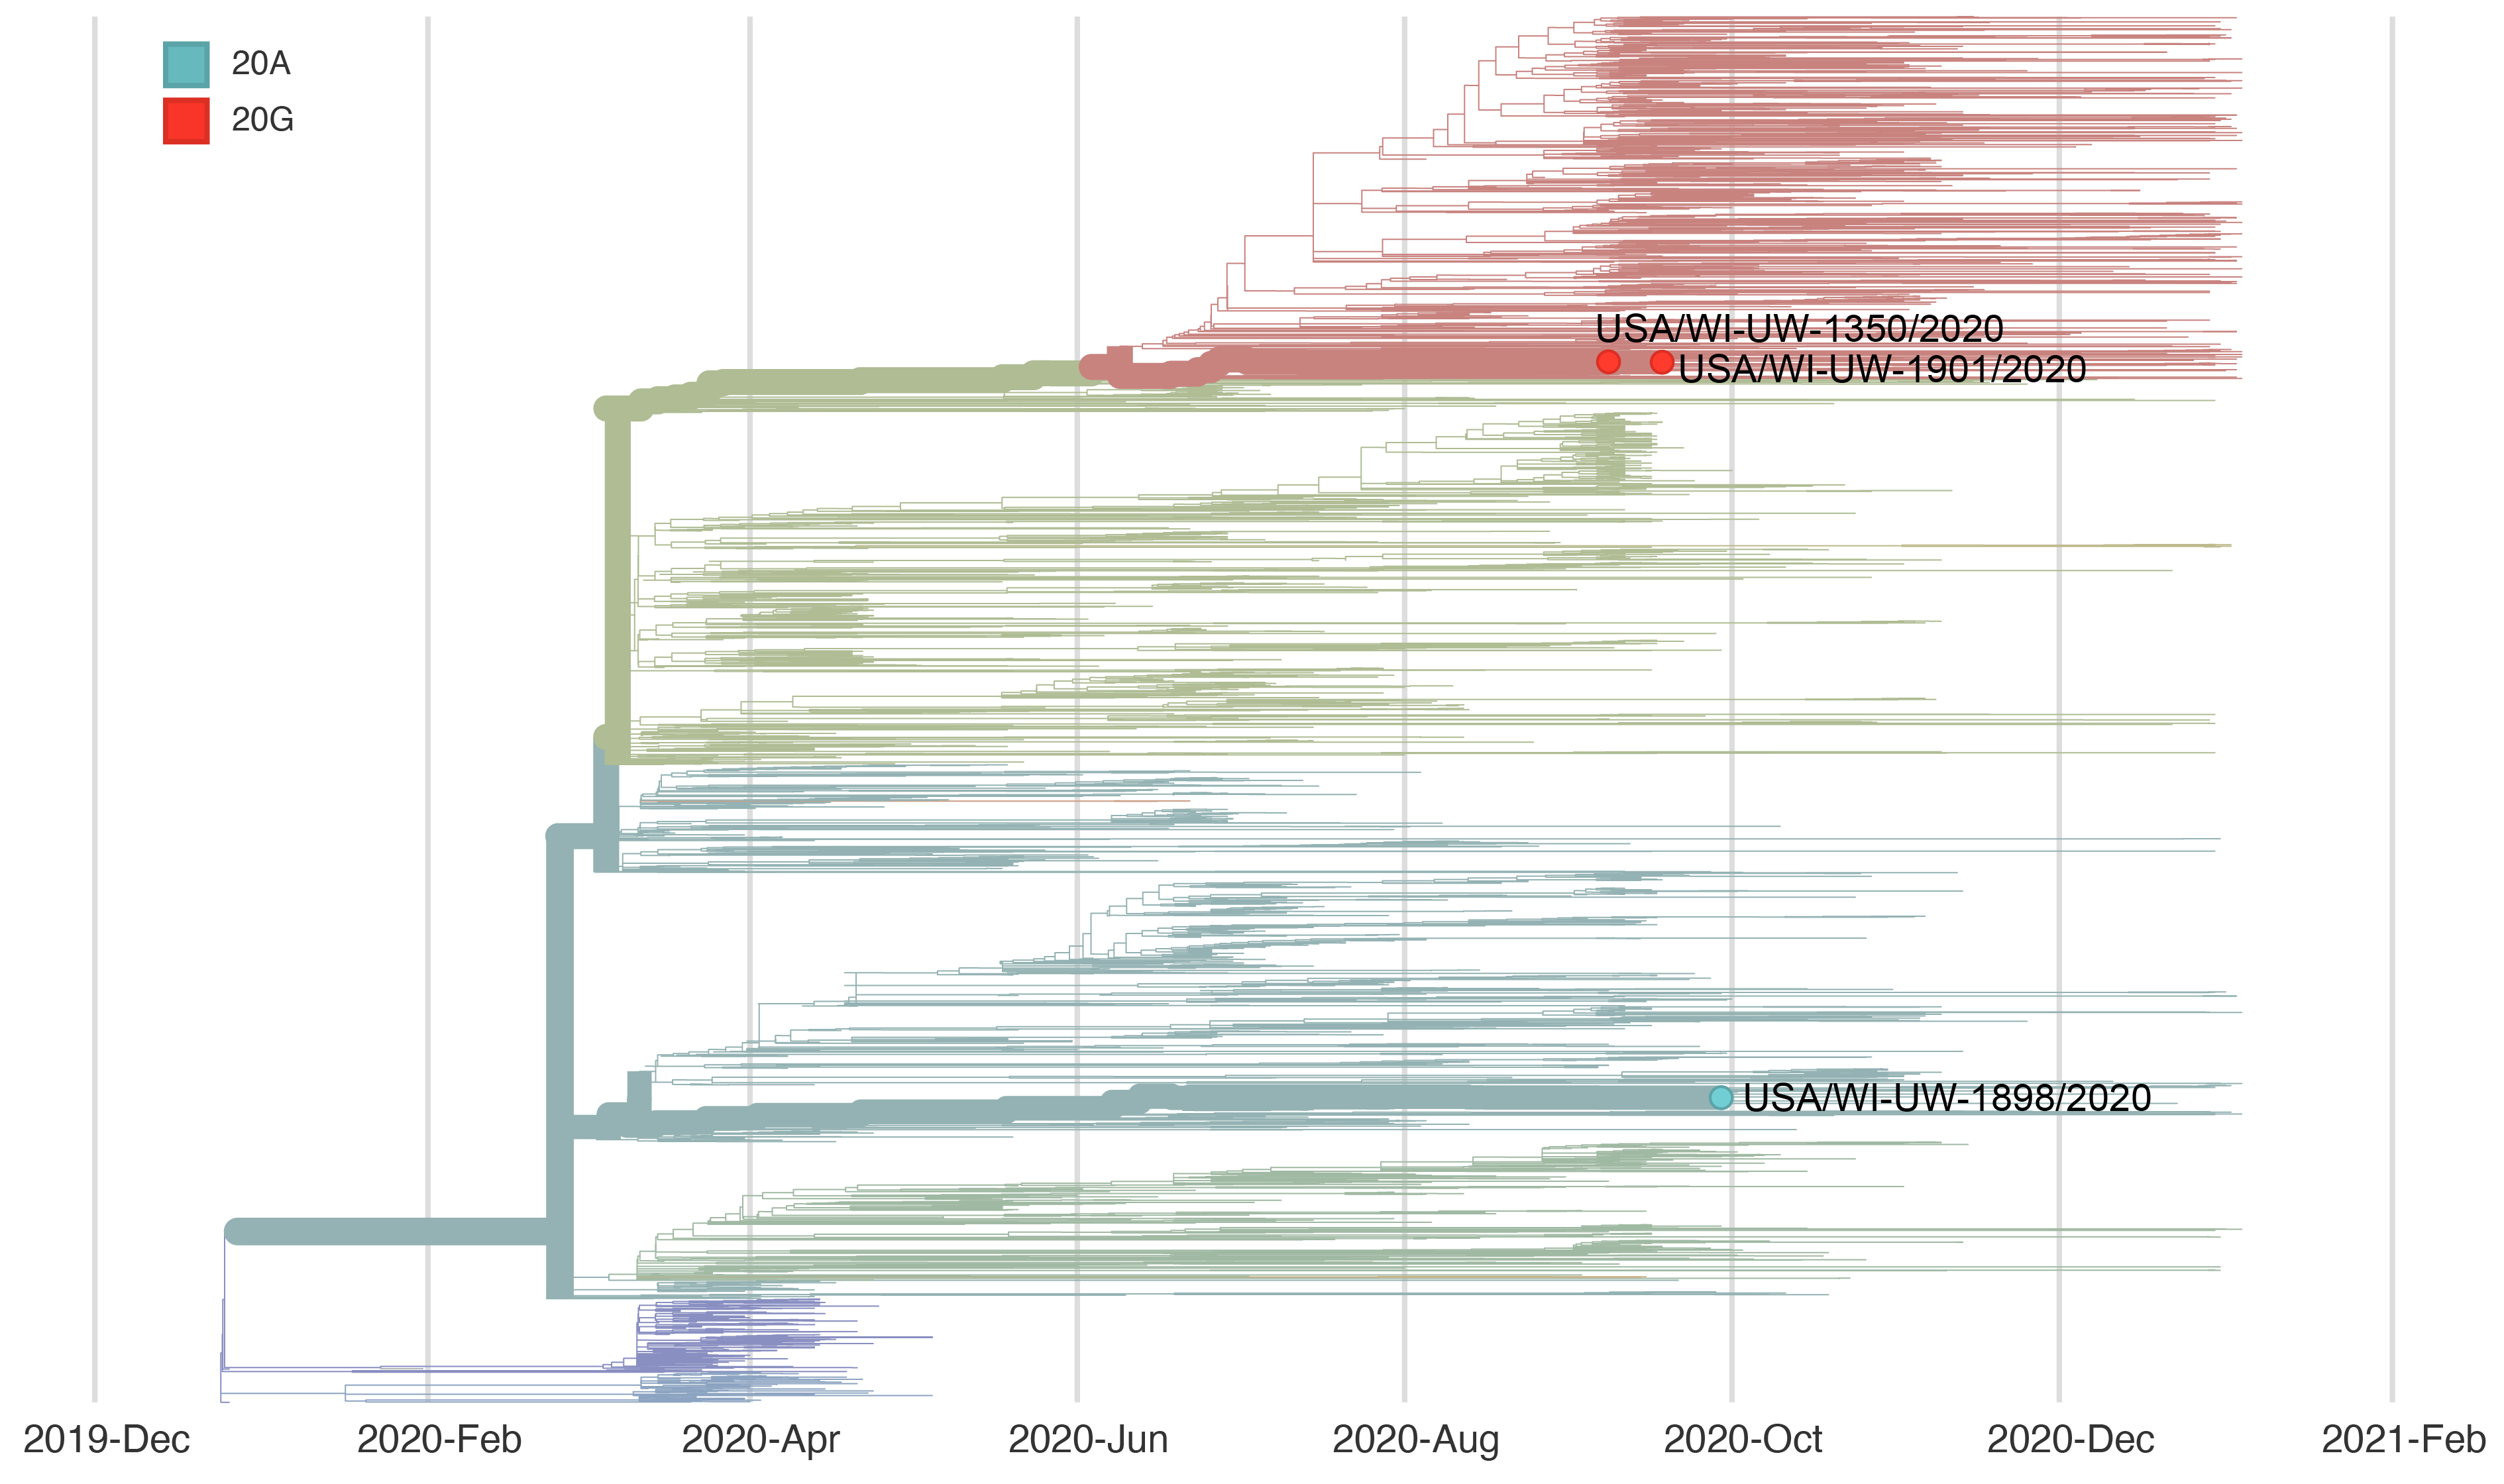 20A
20G
USA/WI-UW-1350/2020
USA/WI-UW-1901/2020
USA/WI-UW-1898/2020
2019-Dec 2020-Feb 2020-Apr 2020-Jun 2020-Aug 2020-Oct 2020-Dec 2021-Feb